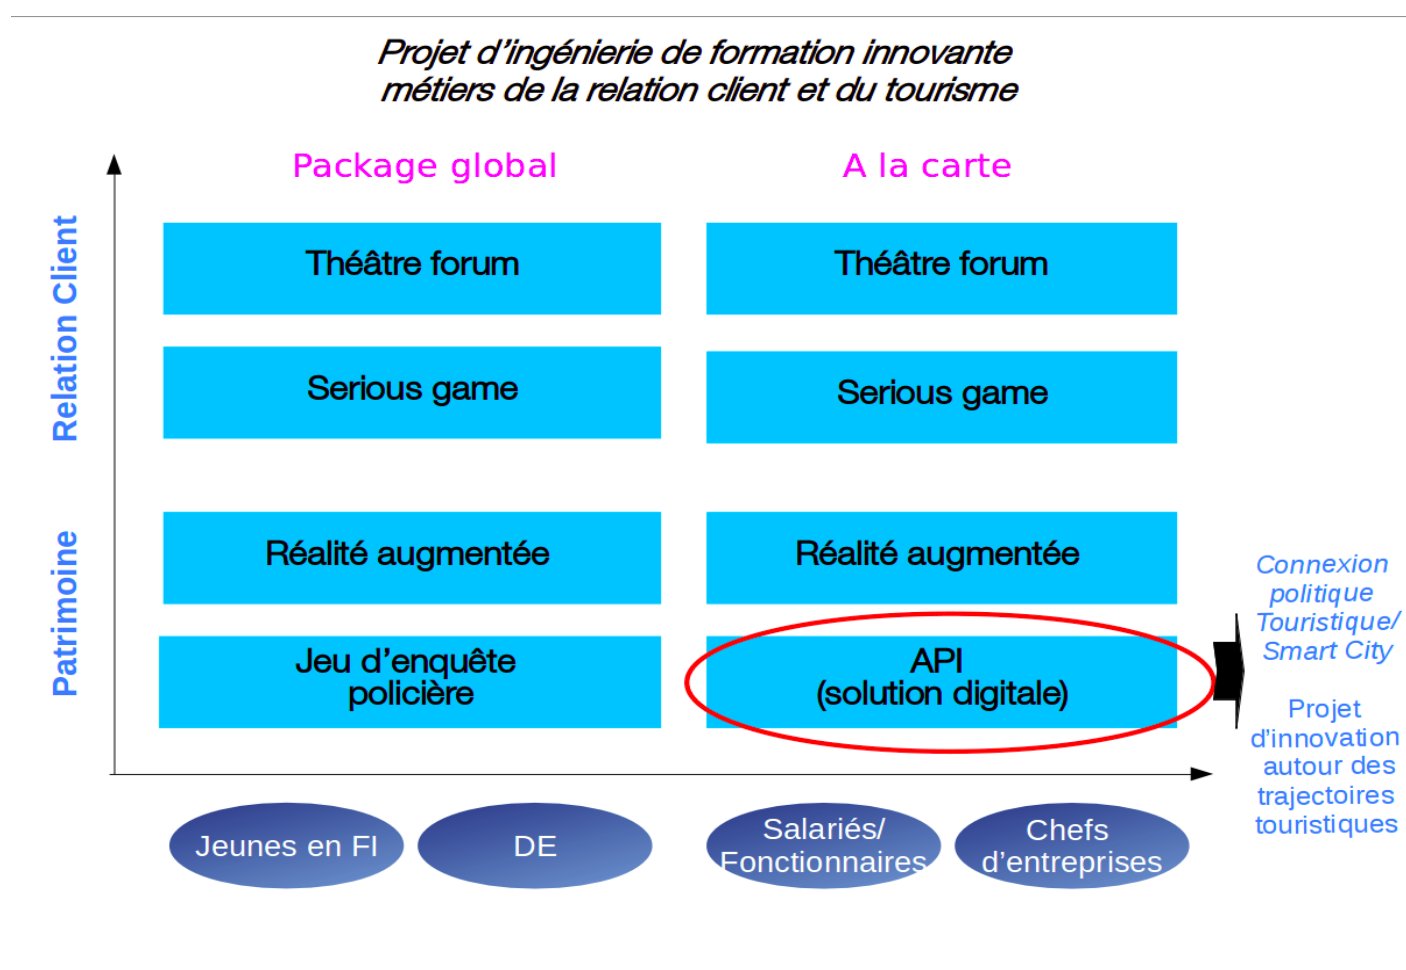 Projet d’ingénierie de formation innovante
métiers de la relation client et du tourisme
Package global
A la carte
Relation Client
Théâtre forum
Théâtre forum
Serious game
Serious game
Patrimoine
Réalité augmentée
Réalité augmentée
Jeu d’enquête
policière
API
(solution digitale)
Connexion
politique
Touristique/
Smart City
Projet
d’innovation
autour des
trajectoires
touristiques
Jeunes en FI
DE
Salariés/
Fonctionnaires
Chefs
d’entreprises